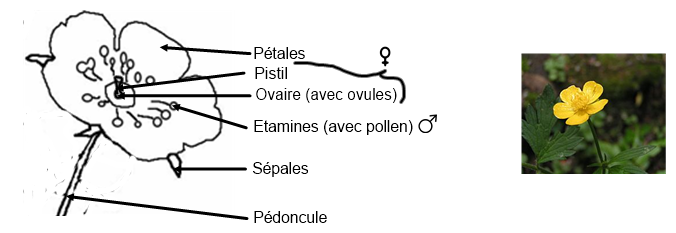 Pétales
♀
Pistil
Ovaire (avec ovules)
Etamines (avec pollen) ♂
Sépales
Pédoncule